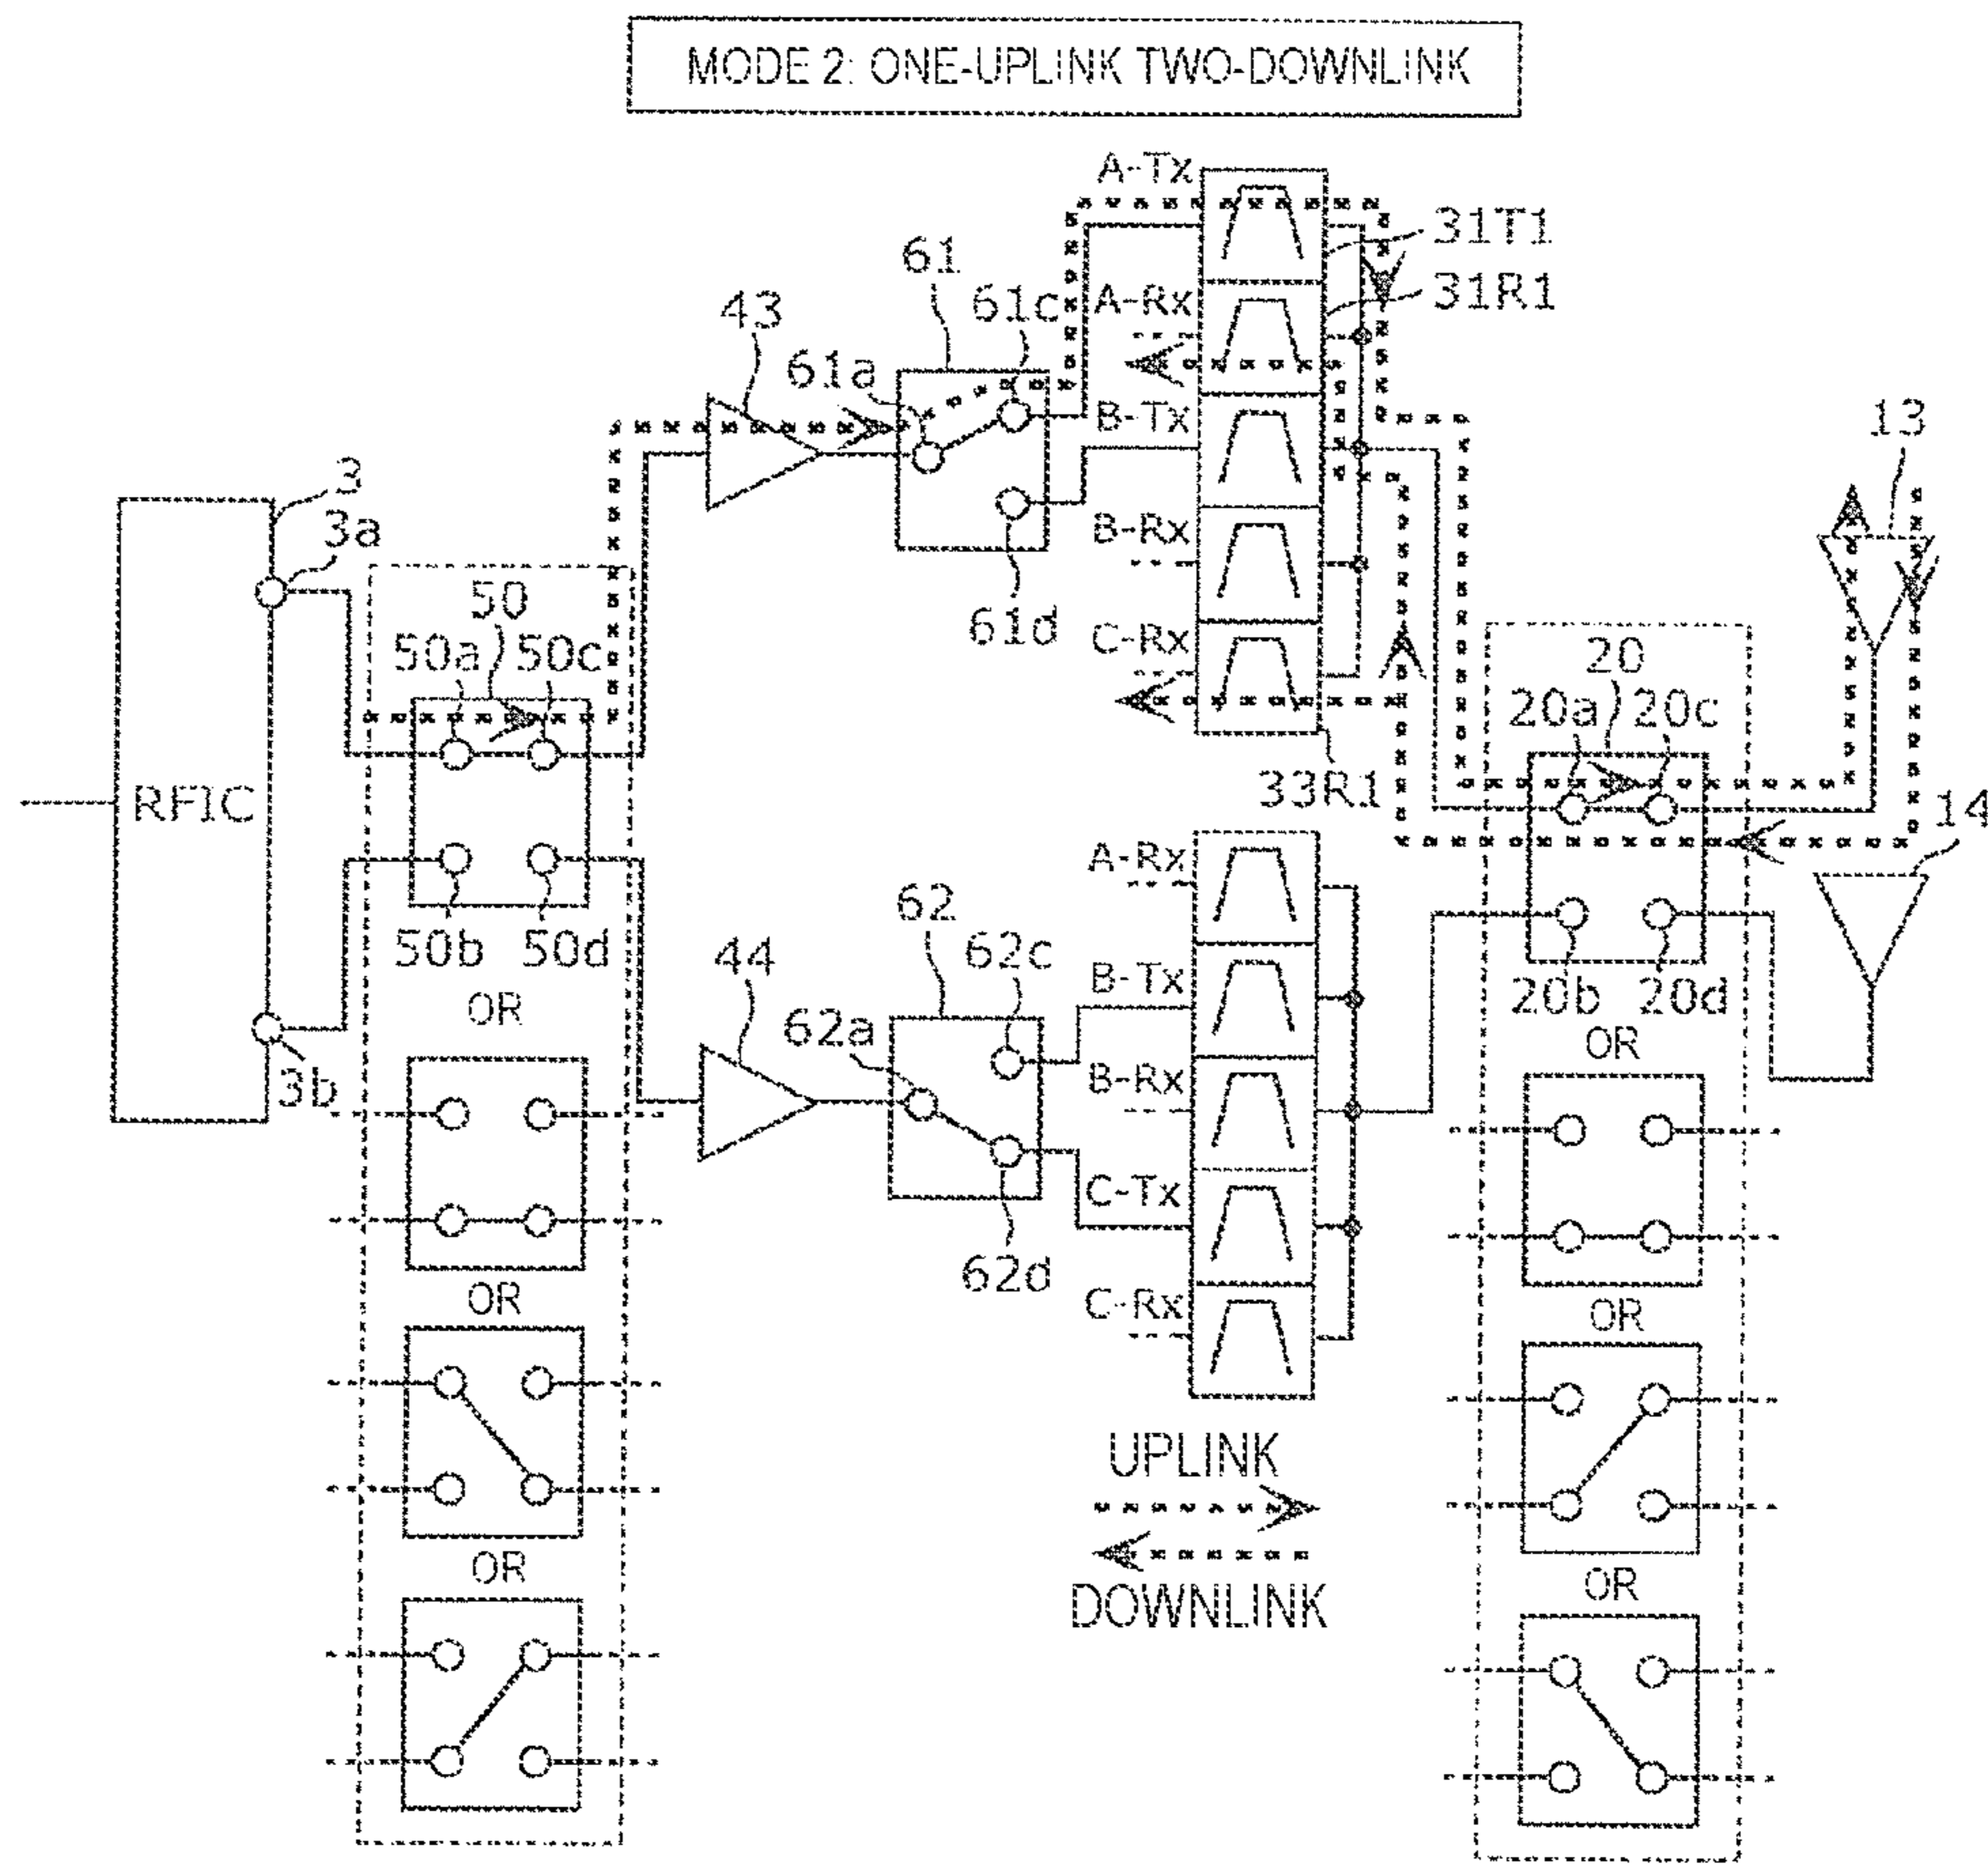 MODE 2: ONE-UPLINK TWO-DOWNLINK
A-Tx
31T1
61
61c
A-Rx
31R1
43
61a
B-Tx
13
3
3a
B-Rx
50
61d
50a
50c
C-Rx
20
20a
20c
RFIC
33R1
14
A-Rx
50b
50d
62
44
62c
B-Tx
20b
20d
OR
62a
OR
3b
B-Rx
C-Tx
62d
OR
C-Rx
OR
UPLINK
OR
DOWNLINK
OR